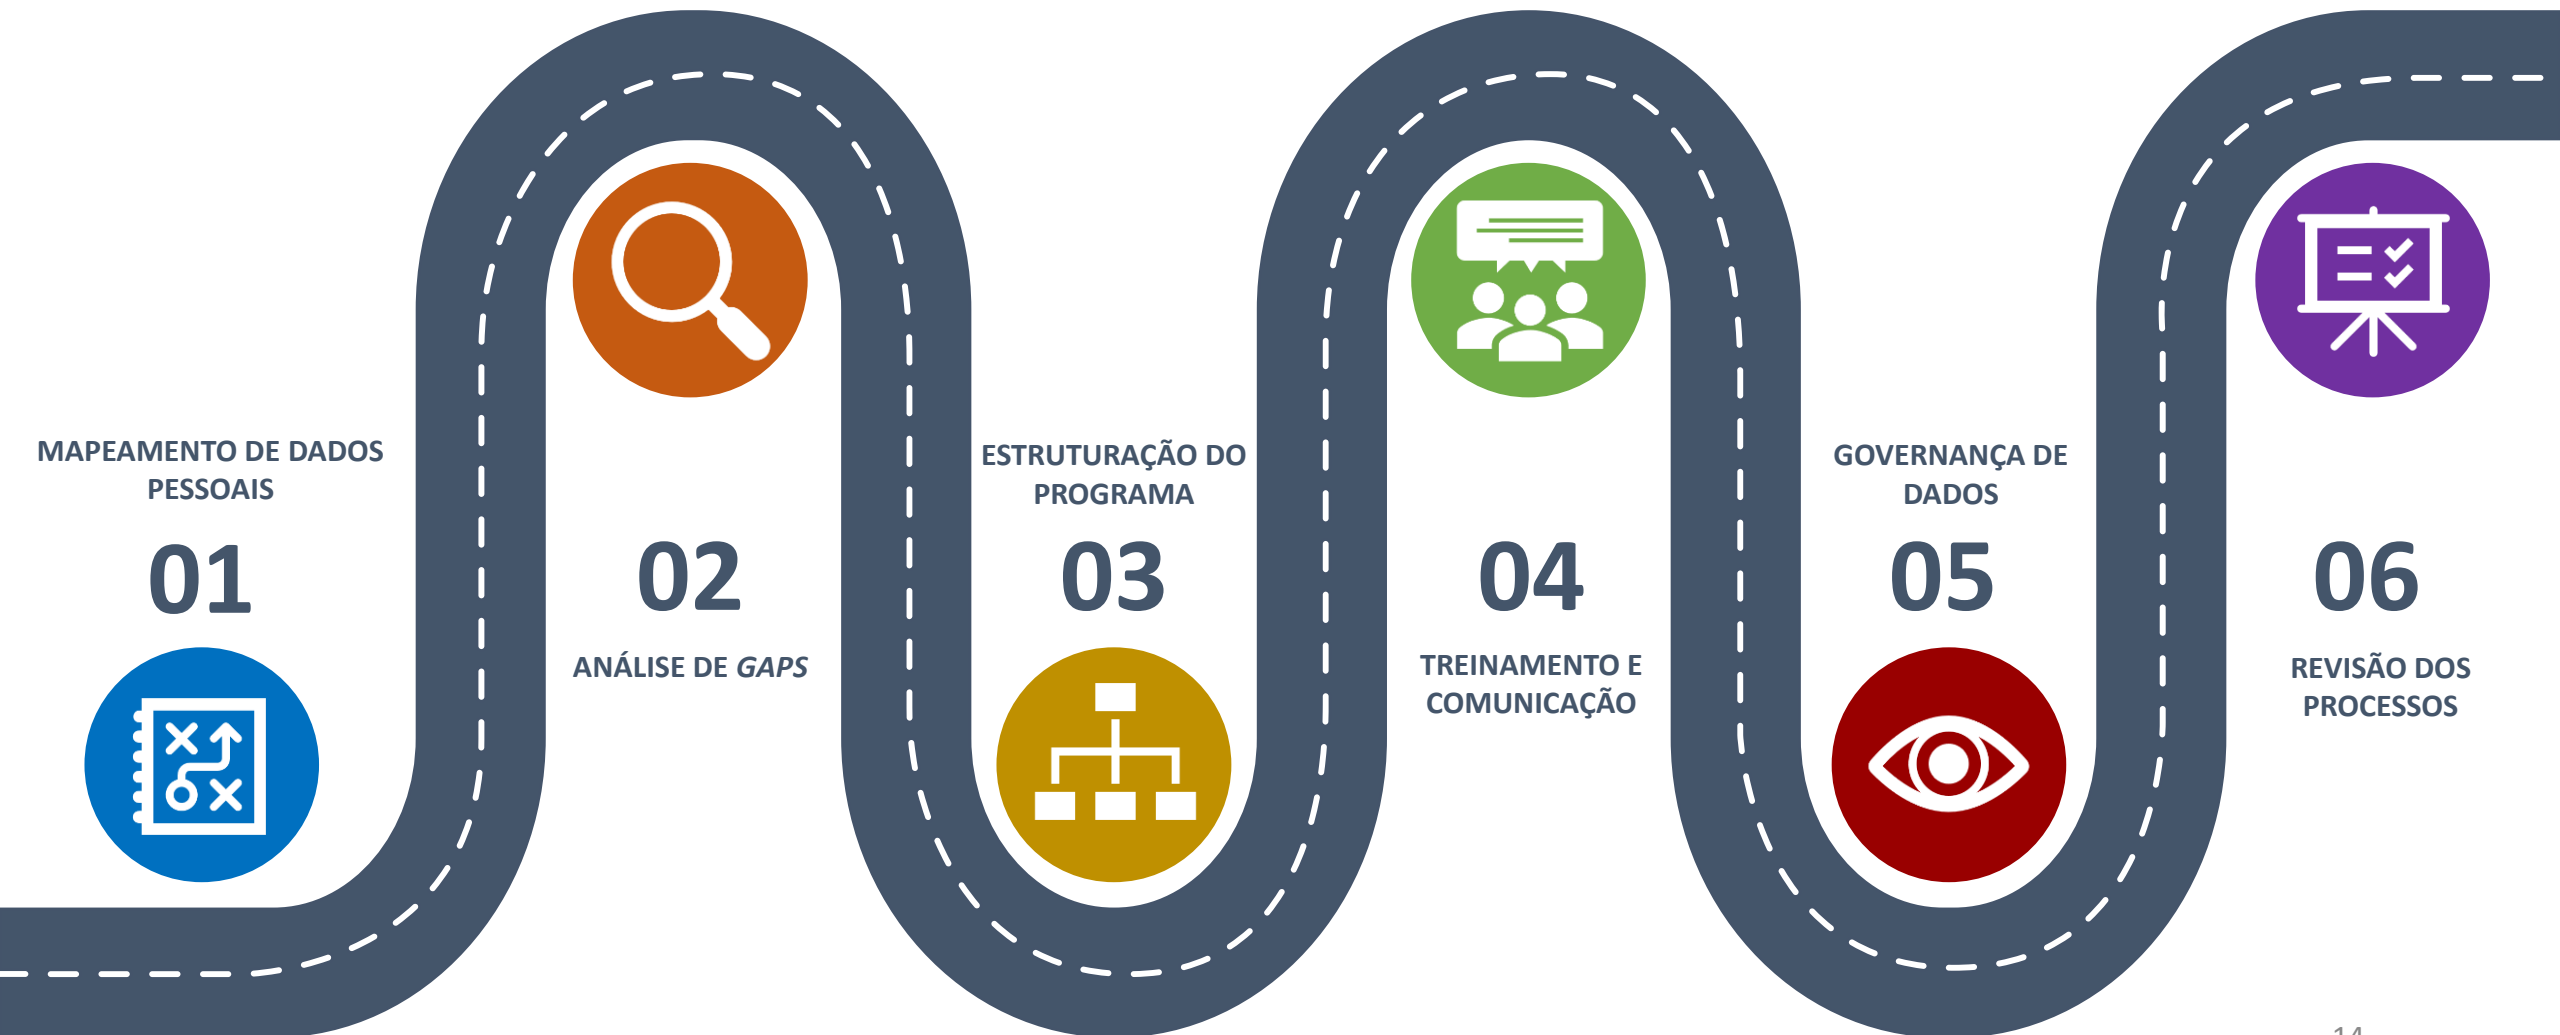 MAPEAMENTO DE DADOS
PESSOAIS
01
02
ANÁLISE DE GAPS
ESTRUTURAÇÃO DO
PROGRAMA
03
04
TREINAMENTO E
COMUNICAÇÃO
GOVERNANÇA DE
DADOS
05
06
REVISÃO DOS
PROCESSOS
14